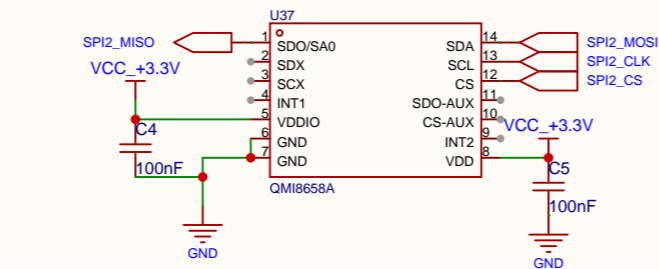 U37
SPI2_MISO 1 SDO/SA0 SDA 14 SPI2_MOSI
2 SDX SCL 13 SPI2_CLK
VCC_+3.3V 3 SCX CS 12 SPI2_CS
4 INT1 SDO-AUX 11
5 VDDIO CS-AUX 10 VCC_+3.3V
C4 6 GND INT2 9
100nF 7 GND VDD 8
C5
QMI8658A
100nF
GND
GND